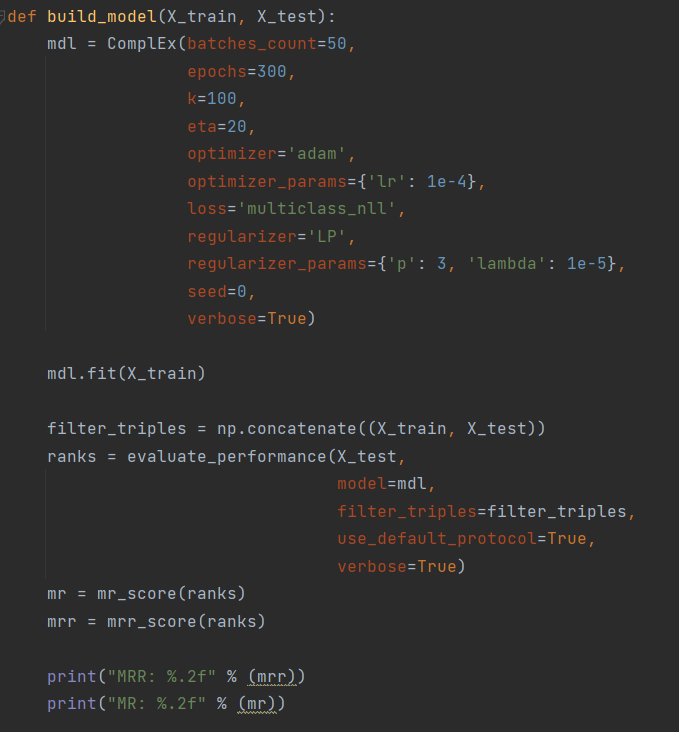 def build_model(X_train, X_test):
    mdl = ComplEx(batches_count=50,
                  epochs=300,
                  k=100,
                  eta=20,
                  optimizer='adam',
                  optimizer_params={'lr': 1e-4},
                  loss='multiclass_nll',
                  regularizer='LP',
                  regularizer_params={'p': 3, 'lambda': 1e-5},
                  seed=0,
                  verbose=True)
    mdl.fit(X_train)
    filter_triples = np.concatenate((X_train, X_test))
    ranks = evaluate_performance(X_test,
                                 model=mdl,
                                 filter_triples=filter_triples,
                                 use_default_protocol=True,
                                 verbose=True)
    mr = mr_score(ranks)
    mrr = mrr_score(ranks)
    print("MRR: %.2f" % (mrr))
    print("MR: %.2f" % (mr))